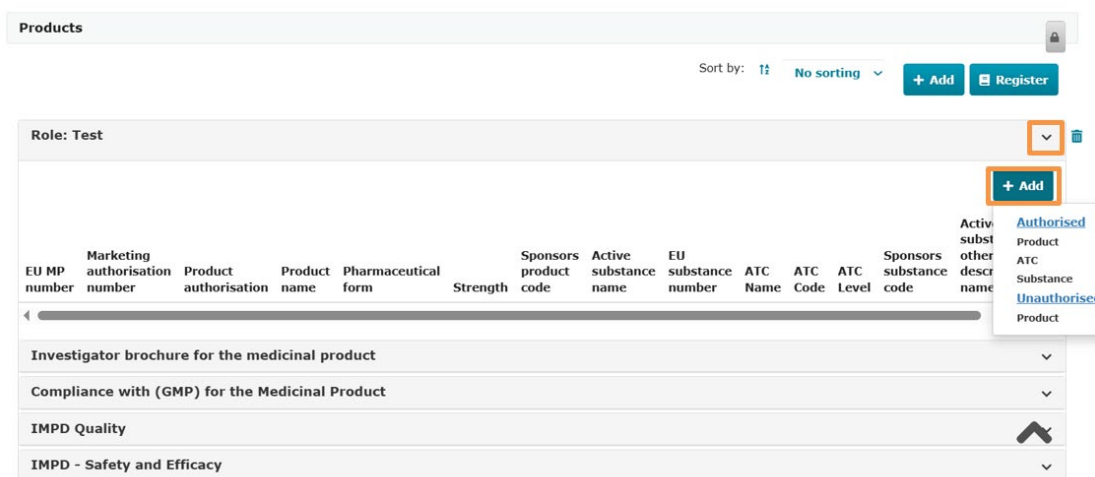 Products
Sort by: No sorting + Add Register
Role: Test
+ Add
EU MP number
Marketing authorisation number
Product authorisation
Product name
Pharmaceutical form
Strength
Sponsors product code
Active substance name
EU substance number
ATC Name
ATC Code
ATC Level
Sponsors substance code
name
Authorised
Product
ATC
Substance
Unauthorised
Product
Investigator brochure for the medicinal product
Compliance with (GMP) for the Medicinal Product
IMPD Quality
IMPD - Safety and Efficacy